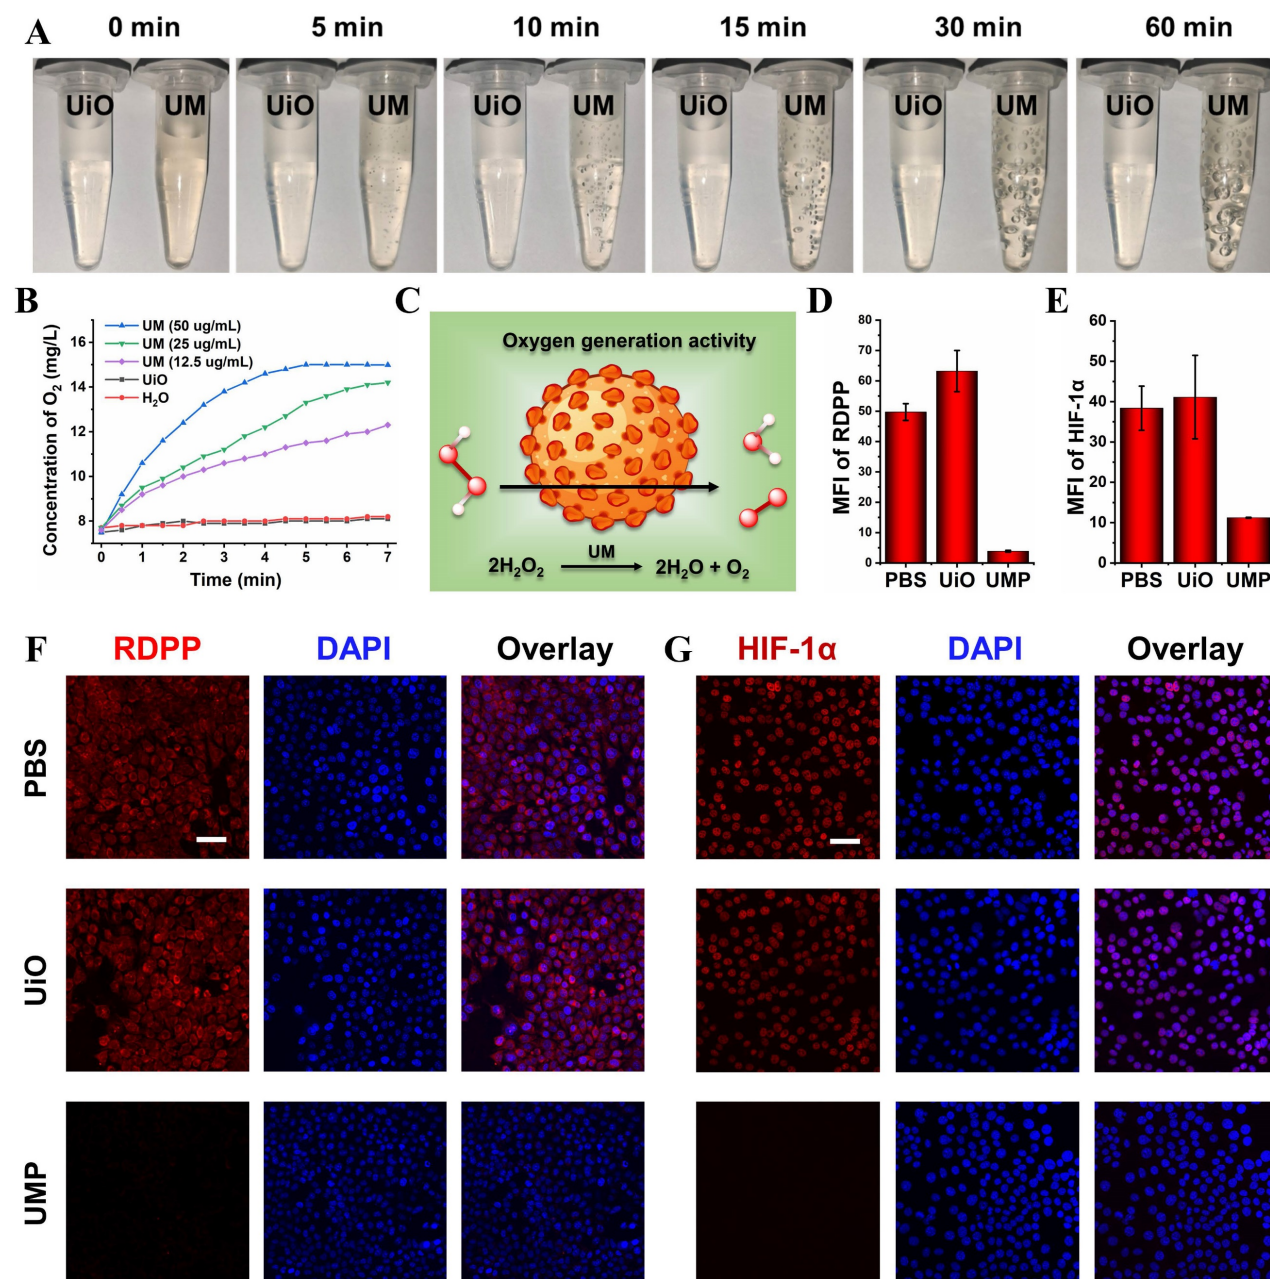 A
0 min 5 min 10 min 15 min 30 min 60 min
UiO UM UiO UM UiO UM UiO UM UiO UM UiO UM
B
Concentration of O₂ (mg/L)
16
14
12
10
8
UM (50 ug/mL)
UM (25 ug/mL)
UM (12.5 ug/mL)
UiO
H₂O
0 1 2 3 4 5 6 7
Time (min)
C
Oxygen generation activity
UM
2H₂O₂ 2H₂O + O₂
D
MFI of RDPP
80
70
60
50
40
30
20
10
0
PBS UiO UMP
E
MFI of HIF-1α
60
50
40
30
20
10
0
PBS UiO UMP
F RDPP DAPI Overlay
G HIF-1α DAPI Overlay
PBS
UiO
UMP